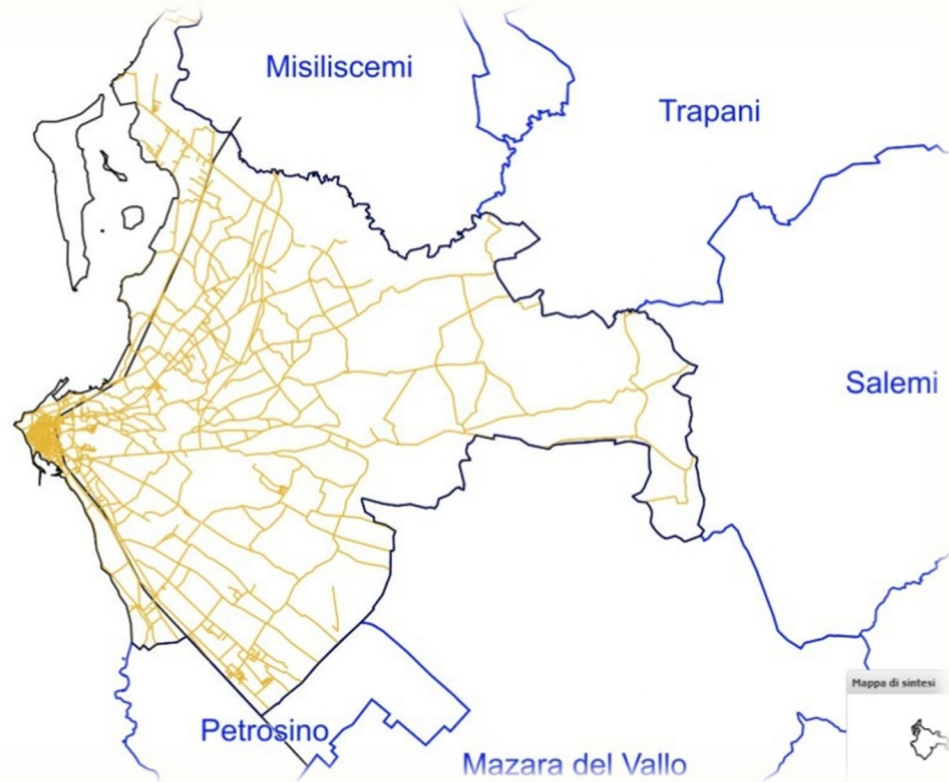 Misiliscemi
Trapani
Salemi
Mappa di sintesi
Petrosino
Mazara del Vallo